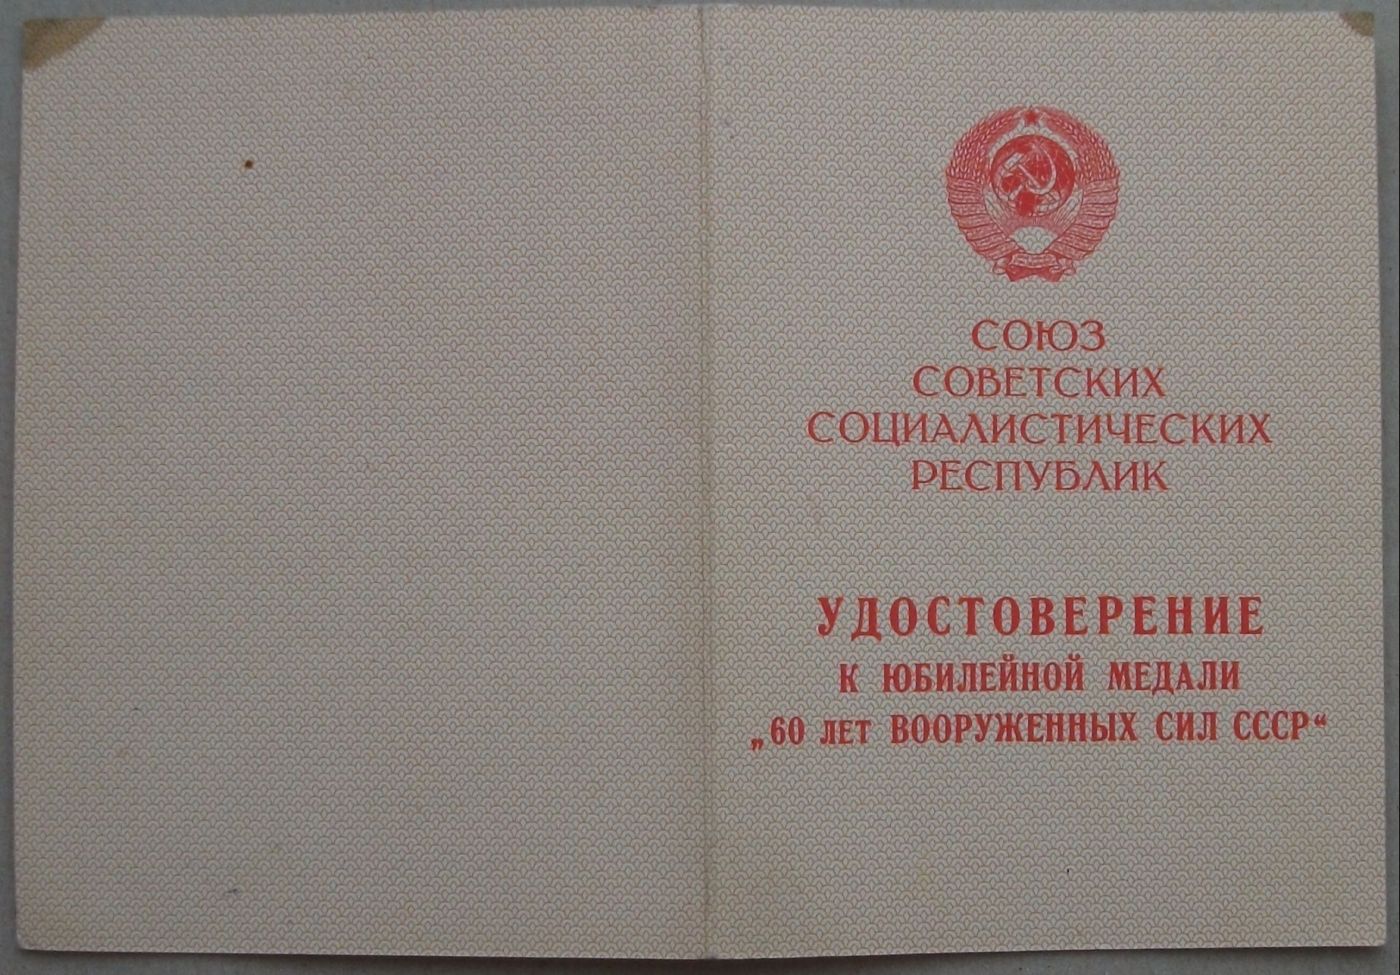 СОЮЗ
СОВЕТСКИХ
СОЦИАЛИСТИЧЕСКИХ
РЕСПУБЛИК
УДОСТОВЕРЕНИЕ
К ЮБИЛЕЙНОЙ МЕДАЛИ
„60 ЛЕТ ВООРУЖЕННЫХ СИЛ СССР“